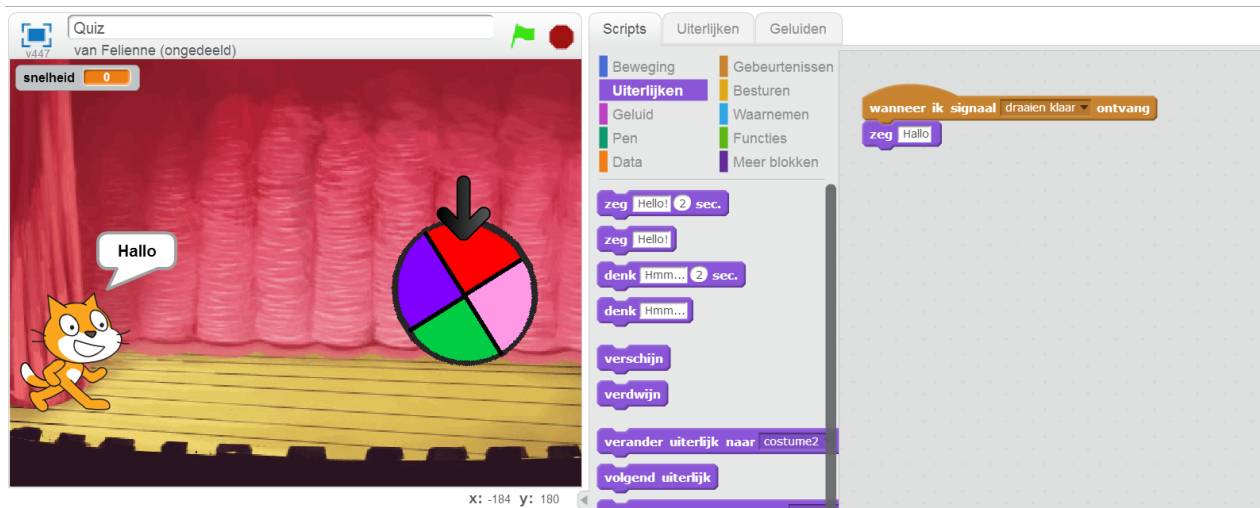 Quiz
v447
van Felienne (ongedeeld)
snelheid 0
Hallo
x: -184 y: 180
Scripts Uiterlijken Geluiden
Beweging Gebeurtenissen
Uiterlijken Besturen
Geluid Waarnemen
Pen Functies
Data Meer blokken
zeg Hello! 2 sec.
zeg Hello!
denk Hmm... 2 sec.
denk Hmm...
verschijn
verdwijn
verander uiterlijk naar costume2
volgend uiterlijk
wanneer ik signaal draaien klaar ontvang
zeg Hallo